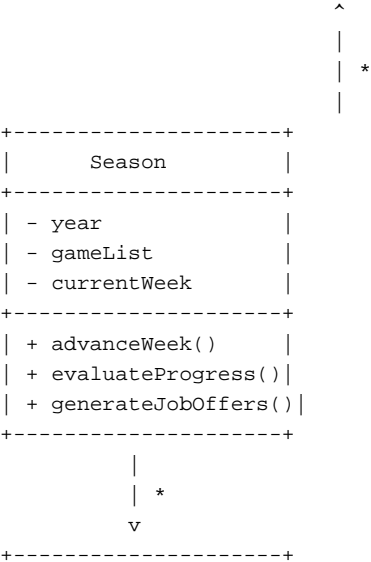 ^
|
| *
|
+---------------------+
|      Season         |
+---------------------+
| - year              |
| - gameList          |
| - currentWeek       |
+---------------------+
| + advanceWeek()     |
| + evaluateProgress()|
| + generateJobOffers()|
+---------------------+
|
| *
v
+---------------------+